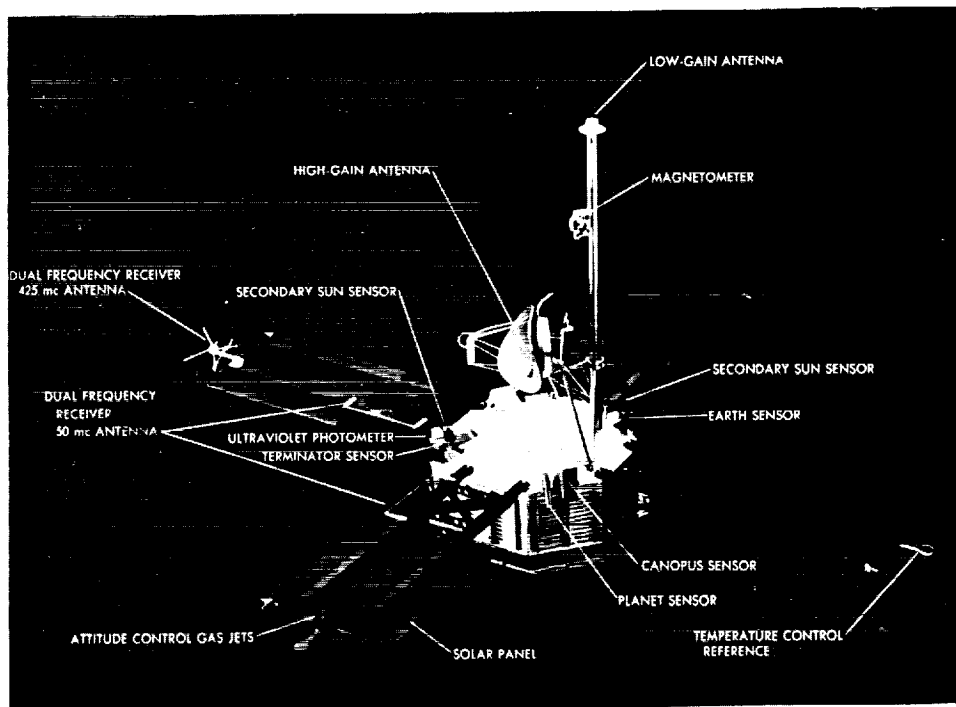 LOW-GAIN ANTENNA
HIGH-GAIN ANTENNA
MAGNETOMETER
DUAL FREQUENCY RECEIVER
425 mc ANTENNA
SECONDARY SUN SENSOR
SECONDARY SUN SENSOR
DUAL FREQUENCY
RECEIVER
50 mc ANTENNA
EARTH SENSOR
ULTRAVIOLET PHOTOMETER
TERMINATOR SENSOR
CANOPUS SENSOR
PLANET SENSOR
ATTITUDE CONTROL GAS JETS
SOLAR PANEL
TEMPERATURE CONTROL
REFERENCE